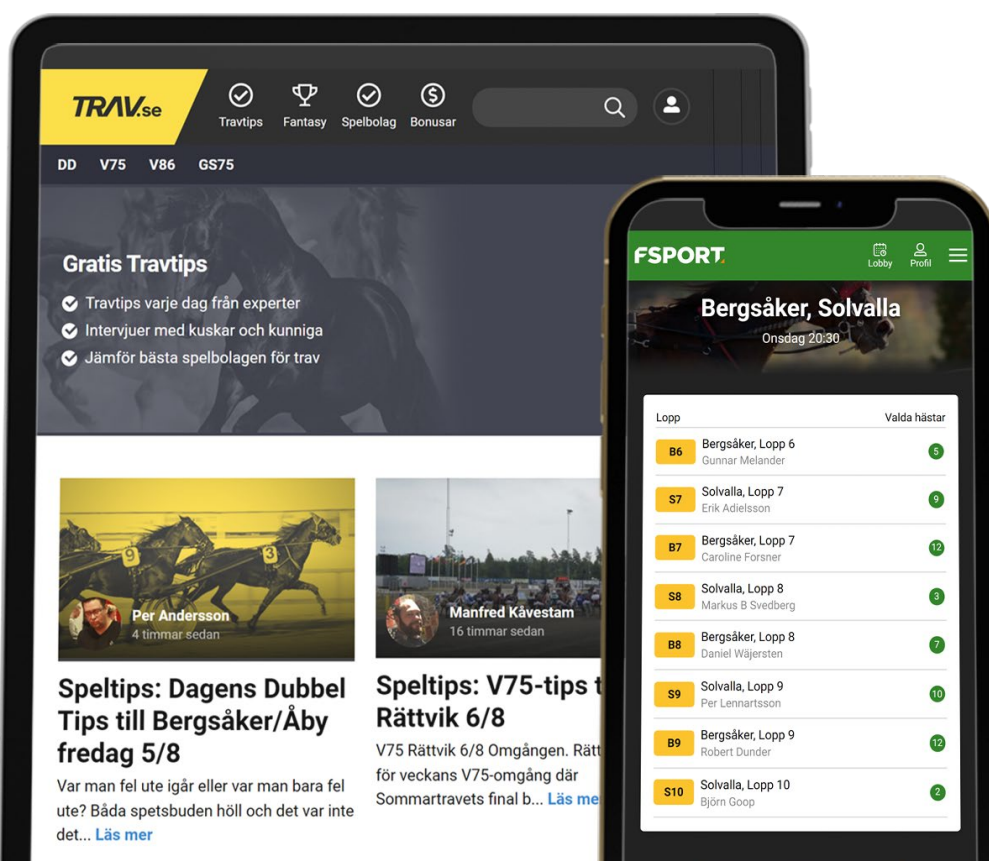 TRAV.se
Travtips
Fantasy
Spelbolag
Bonusar
DD V75 V86 GS75
Gratis Travtips
Travtips varje dag från experter
Intervjuer med kuskar och kunniga
Jämför bästa spelbolagen för trav
9
3
Per Andersson
4 timmar sedan
Speltips: Dagens Dubbel
Tips till Bergsåker/Åby
fredag 5/8
Var man fel ute igår eller var man bara fel
ute? Båda spetsbuden höll och det var inte
det... Läs mer
Manfred Kåvestam
16 timmar sedan
Speltips: V75-tips t
Rättvik 6/8
V75 Rättvik 6/8 Omgången. Rätt
för veckans V75-omgång där
Sommartravets final b... Läs me
FSPORT
Lobby
Profil
Bergsåker, Solvalla
Onsdag 20:30
Lopp Valda hästar
B6 Bergsåker, Lopp 6 5
Gunnar Melander
S7 Solvalla, Lopp 7 9
Erik Adielsson
B7 Bergsåker, Lopp 7 12
Caroline Forsner
S8 Solvalla, Lopp 8 3
Markus B Svedberg
B8 Bergsåker, Lopp 8 7
Daniel Wäjersten
S9 Solvalla, Lopp 9 10
Per Lennartsson
B9 Bergsåker, Lopp 9 12
Robert Dunder
S10 Solvalla, Lopp 10 2
Björn Goop